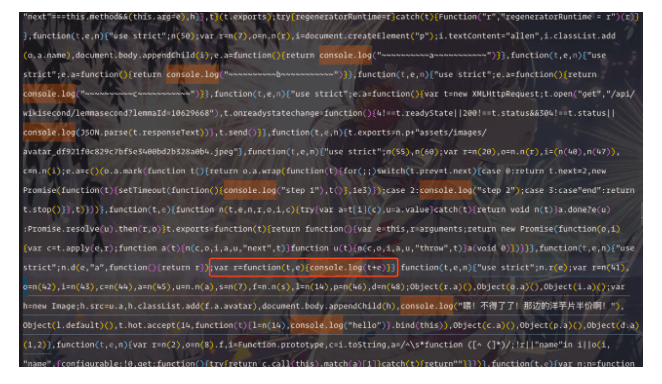 "next"===this.method&&(this.arg=e),h}},t}(t.exports);try{regeneratorRuntime=r}catch(t){Function("r","regeneratorRuntime = r")(r)}
},function(t,e,n){"use strict";n(50);var r=n(7),o=n.n(r),i=document.createElement("p");i.textContent="allen",i.classList.add
(o.a.name),document.body.appendChild(i);e.a=function(){return console.log("~~~~~~~~~~a~~~~~~~~~~~")}},function(t,e,n){"use
strict";e.a=function(){return console.log("~~~~~~~~~~b~~~~~~~~~~~")}},function(t,e,n){"use strict";e.a=function(){return
console.log("~~~~~~~~~~c~~~~~~~~~~~")}},function(t,e,n){"use strict";e.a=function(){var t=new XMLHttpRequest;t.open("get","/api/
wikisecond/lemmasecond?lemmaId=10629668"),t.onreadystatechange=function(){4!==t.readyState||200!==t.status&&304!==t.status||
console.log(JSON.parse(t.responseText))},t.send()}},function(t,e,n){t.exports=n.p+"assets/images/
avatar_df921f0c829c7bf5e3400bd2b328a0b4.jpeg"},function(t,e,n){"use strict";n(55),n(60);var r=n(20),o=n.n(r),i=(n(40),n(47)),
c=n.n(i);e.a=c()(o.a.mark(function t(){return o.a.wrap(function(t){for(;;)switch(t.prev=t.next){case 0:return t.next=2,new
Promise(function(t){setTimeout(function(){console.log("step 1"),t()},1e3)});case 2:console.log("step 2");case 3:case"end":return
t.stop()}},t)}))},function(t,e){function n(t,e,n,r,o,i,c){try{var a=t[i](c),u=a.value}catch(t){return void n(t)}a.done?e(u)
:Promise.resolve(u).then(r,o)}t.exports=function(t){return function(){var e=this,r=arguments;return new Promise(function(o,i)
{var c=t.apply(e,r);function a(t){n(c,o,i,a,u,"next",t)}function u(t){n(c,o,i,a,u,"throw",t)}a(void 0)})}}},function(t,e,n){"use
strict";n.d(e,"a",function(){return r});var r=function(t,e){console.log(t+e)}},function(t,e,n){"use strict";n.r(e);var r=n(41),
o=n(42),i=n(43),c=n(44),a=n(45),u=n.n(a),s=n(7),f=n.n(s),l=n(14),p=n(46),d=n(48);Object(r.a)(),Object(o.a)(),Object(i.a)();var
h=new Image;h.src=u.a,h.classList.add(f.a.avatar),document.body.appendChild(h),console.log("喂！不得了了！那边的洋芋片半价啊！"),
Object(l.default)(),t.hot.accept(14,function(t){l=n(14),console.log("hello")}.bind(this)),Object(c.a)(),Object(p.a)(),Object(d.a)
(1,2)},function(t,e,n){var r=n(2),o=n(8).f,i=Function.prototype,c=i.toString,a=/^\s*function ([^ (]*)/;!r||"name"in i||o(i,
"name",{configurable:!0,get:function(){try{return c.call(this).match(a)[1]}catch(t){return""}}})},function(t,e,n){var n:n=function